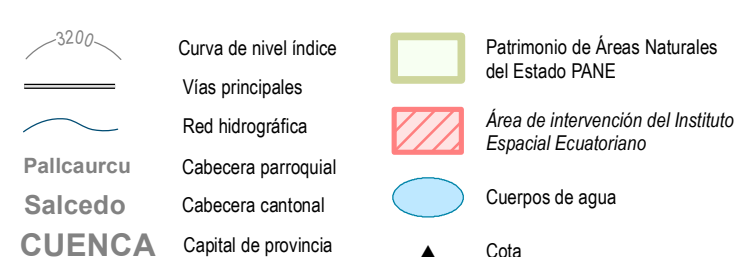 3200
Curva de nivel índice
Vías principales
Red hidrográfica
Pallcaurcu
Cabecera parroquial
Salcedo
Cabecera cantonal
CUENCA
Capital de provincia
Patrimonio de Áreas Naturales
del Estado PANE
Área de intervención del Instituto
Espacial Ecuatoriano
Cuerpos de agua
Cota